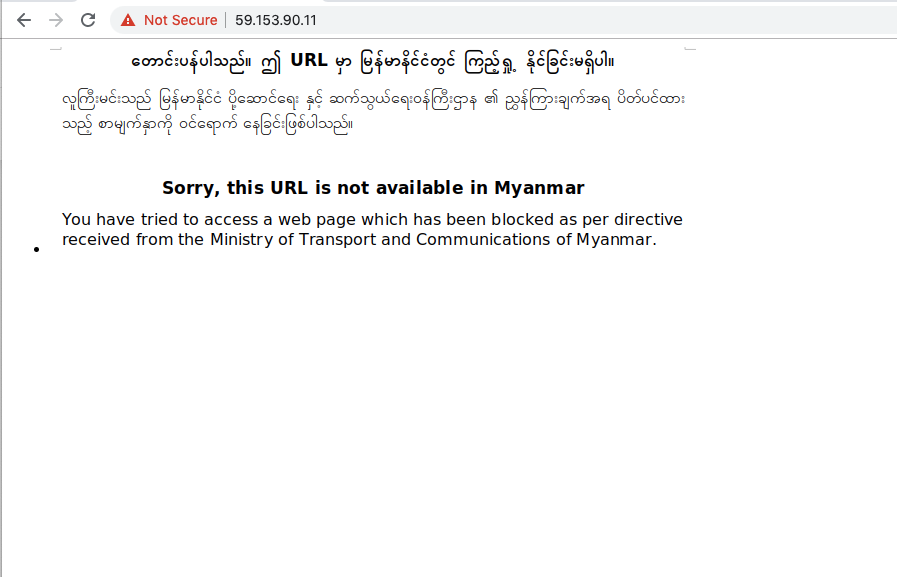 Not Secure | 59.153.90.11
တောင်းပန်ပါသည်။ ဤ URL မှာ မြန်မာနိုင်ငံတွင် ကြည့်ရှု့ နိုင်ခြင်းမရှိပါ။
လူကြီးမင်းသည် မြန်မာနိုင်ငံ ပို့ဆောင်ရေး နှင့် ဆက်သွယ်ရေးဝန်ကြီးဌာန ၏ ညွှန်ကြားချက်အရ ပိတ်ပင်ထား
သည့် စာမျက်နှာကို ဝင်ရောက် နေခြင်းဖြစ်ပါသည်။
Sorry, this URL is not available in Myanmar
You have tried to access a web page which has been blocked as per directive
received from the Ministry of Transport and Communications of Myanmar.